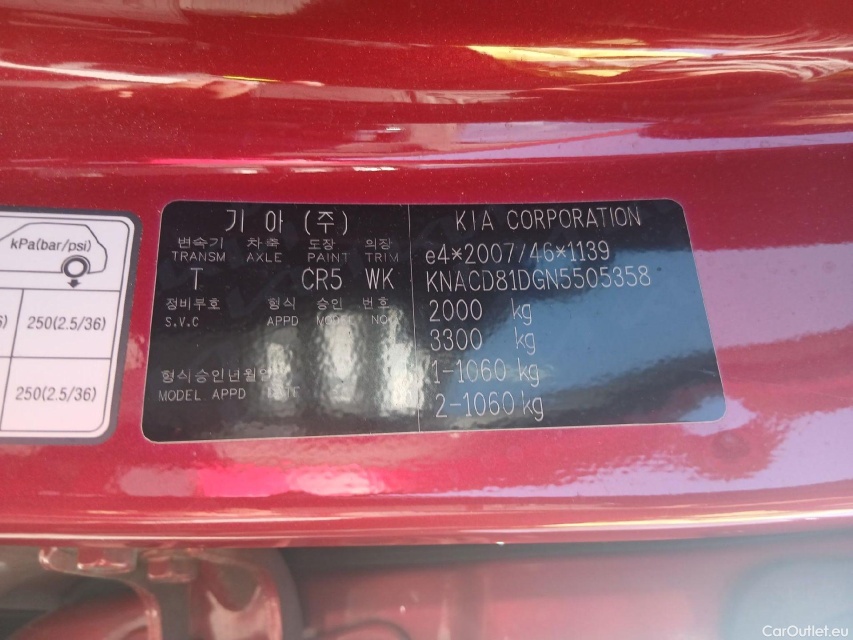 kPa(bar/psi)
250(2.5/36)
250(2.5/36)
기 아 (주)
변속기 차축 도장 의장
TRANSM AXLE PAINT TRIM
T CR5 WK
정비부호 형식 승인 번호
S.V.C APPD NO
형식승인년월일
MODEL APPD
KIA CORPORATION
e4*2007/46*1139
KNACD81DGN5505358
2000 kg
3300 kg
1-1060 kg
2-1060 kg
CarOutlet.eu